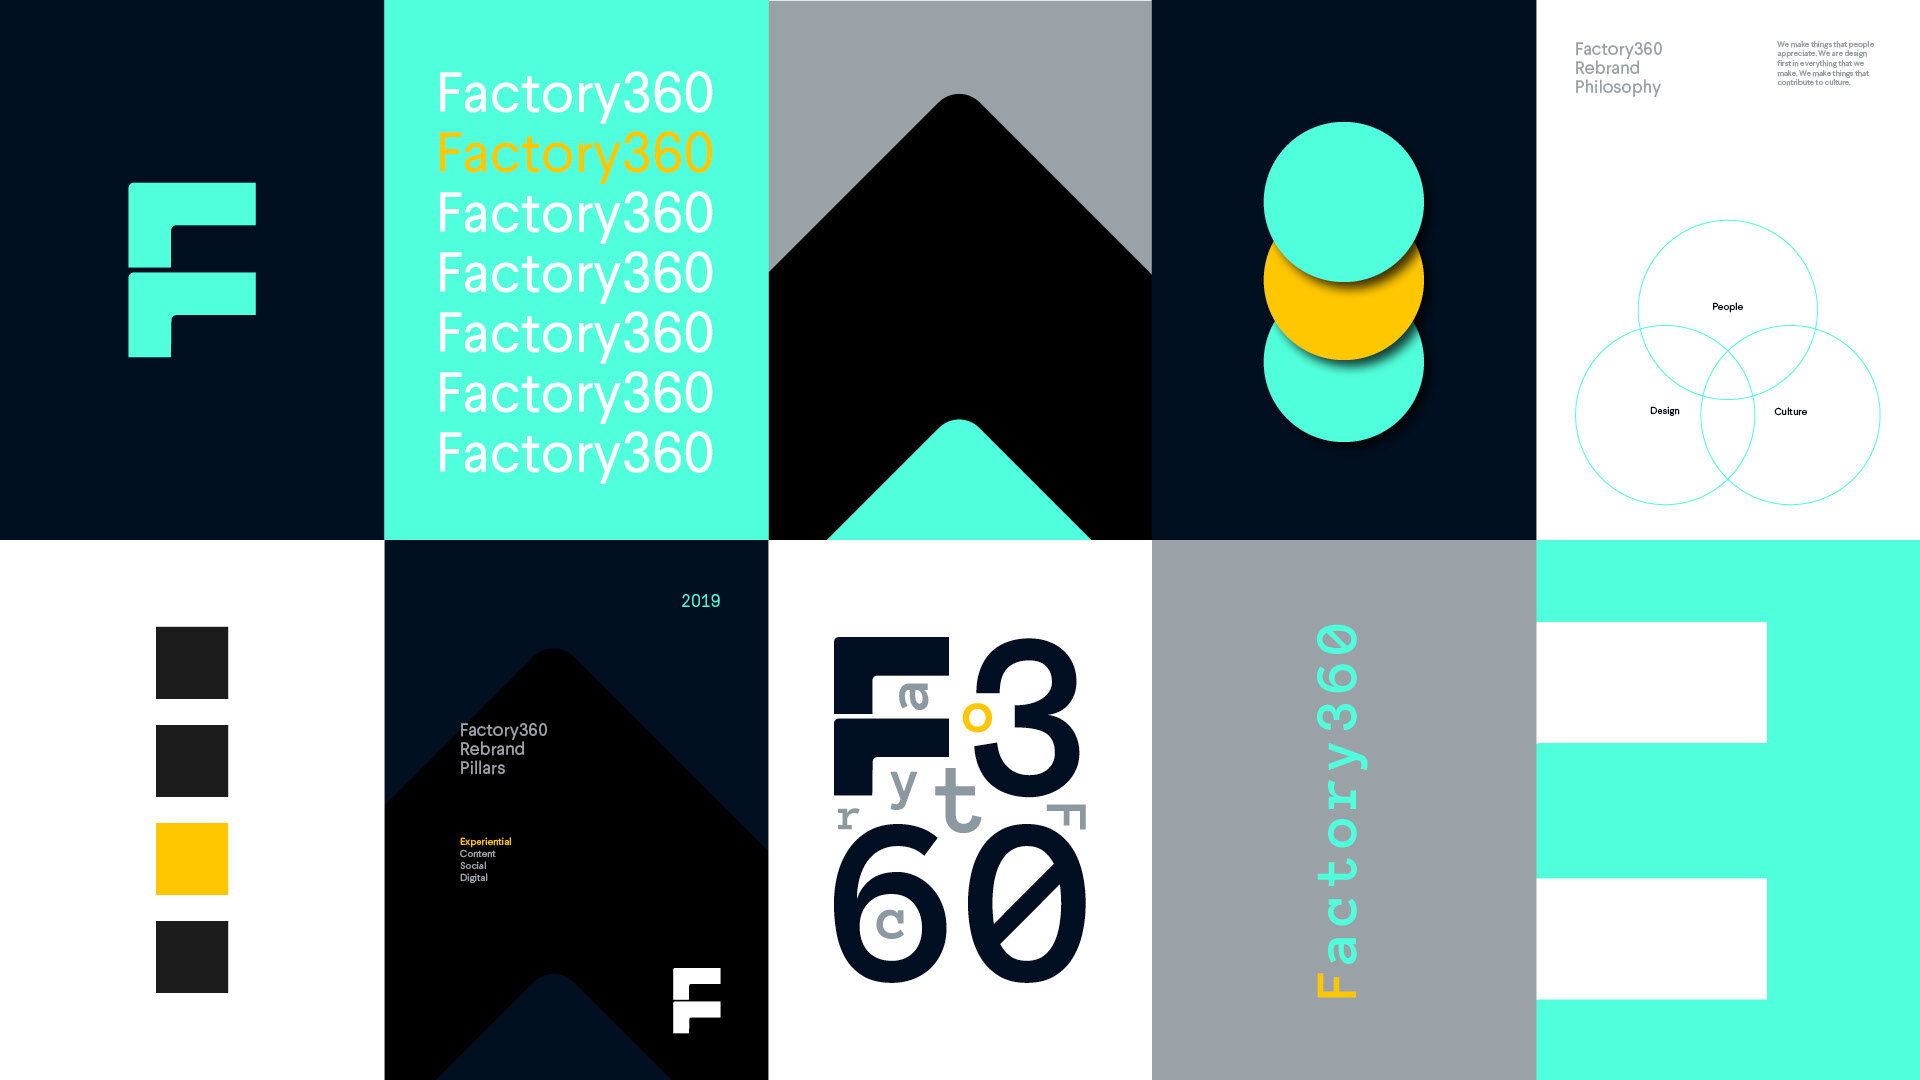 F
Factory360
Factory360
Factory360
Factory360
Factory360
Factory360
Factory360
Factory360
Rebrand
Philosophy
We make things that people
appreciate. We are design
first in everything that we
make. We make things that
contribute to culture.
People
Design
Culture
2019
Factory360
Rebrand
Pillars
Experiential
Content
Social
Digital
F
F a o 3
r y t F
6 c 0
Factory360